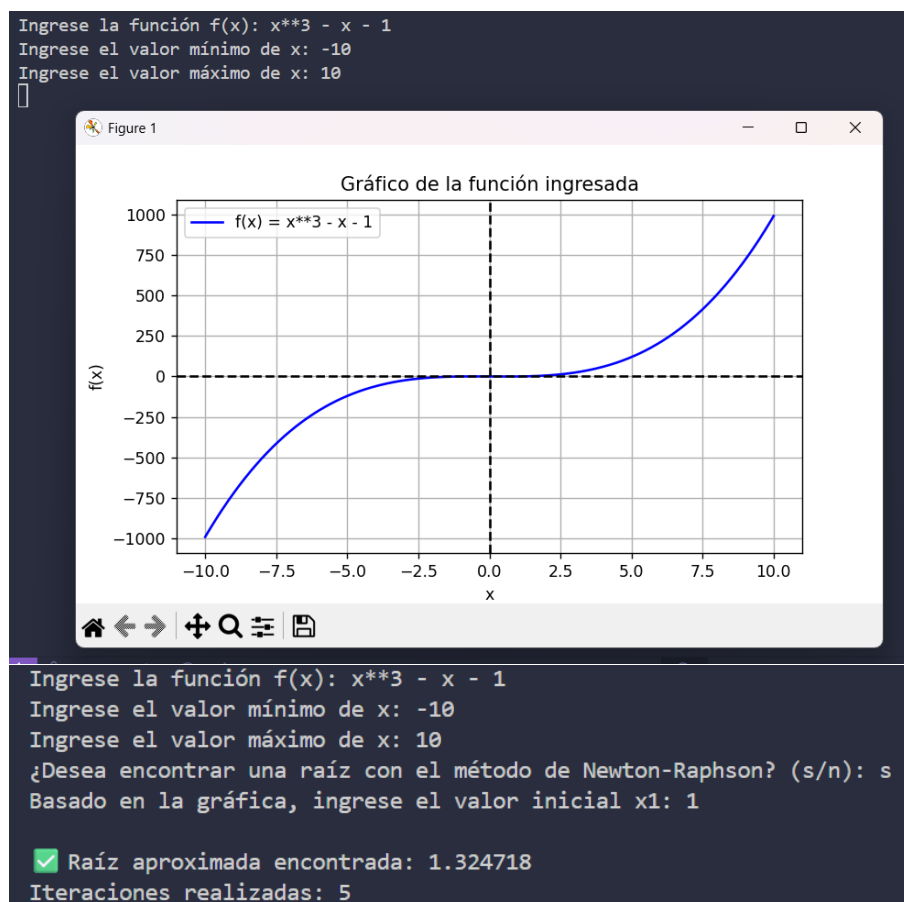 Ingrese la función f(x): x**3 - x - 1
Ingrese el valor mínimo de x: -10
Ingrese el valor máximo de x: 10
Figure 1
Gráfico de la función ingresada
f(x) = x**3 - x - 1
1000
750
500
250
0
−250
−500
−750
−1000
f(x)
−10.0 −7.5 −5.0 −2.5 0.0 2.5 5.0 7.5 10.0
x
Ingrese la función f(x): x**3 - x - 1
Ingrese el valor mínimo de x: -10
Ingrese el valor máximo de x: 10
¿Desea encontrar una raíz con el método de Newton-Raphson? (s/n): s
Basado en la gráfica, ingrese el valor inicial x1: 1
✅ Raíz aproximada encontrada: 1.324718
Iteraciones realizadas: 5